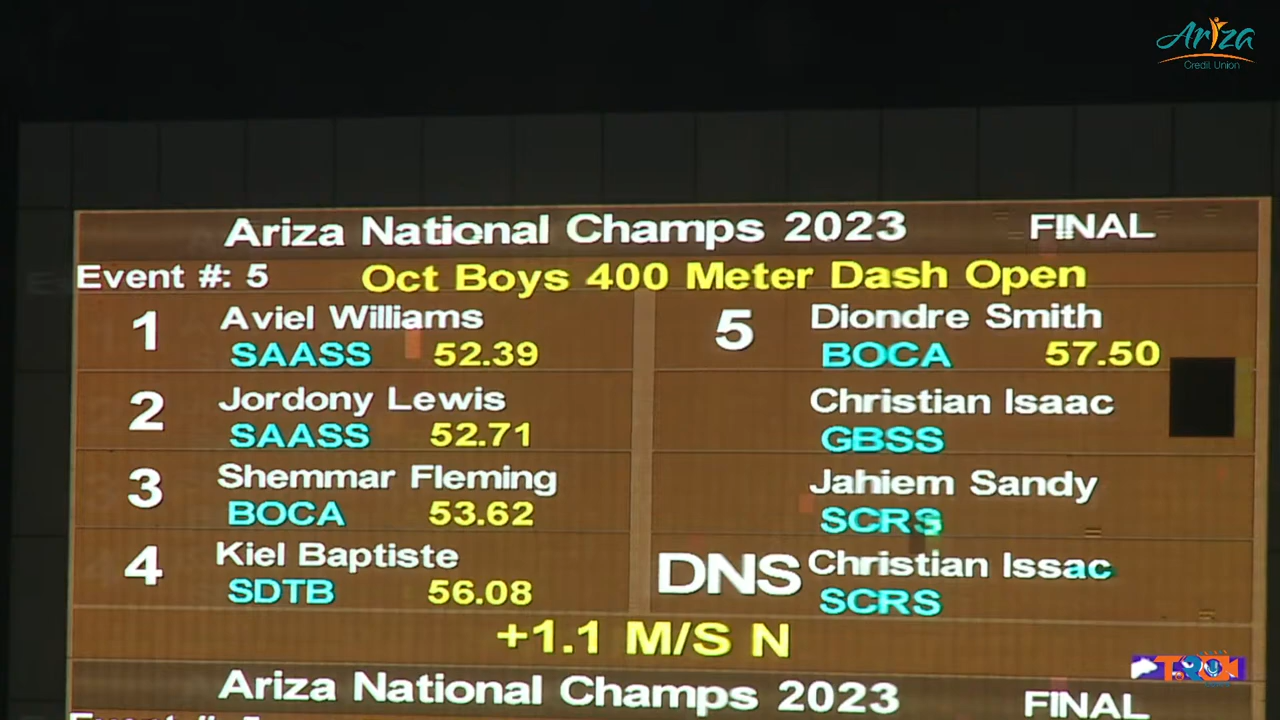 Ariza
Credit Union
Ariza National Champs 2023 FINAL
Event #: 5 Oct Boys 400 Meter Dash Open
1 Aviel Williams
SAASS 52.39
2 Jordony Lewis
SAASS 52.71
3 Shemmar Fleming
BOCA 53.62
4 Kiel Baptiste
SDTB 56.08
5 Diondre Smith
BOCA 57.50
Christian Isaac
GBSS
Jahiem Sandy
SCRS
DNS Christian Issac
SCRS
+1.1 M/S N
Ariza National Champs 2023 FINAL
Event #: 5